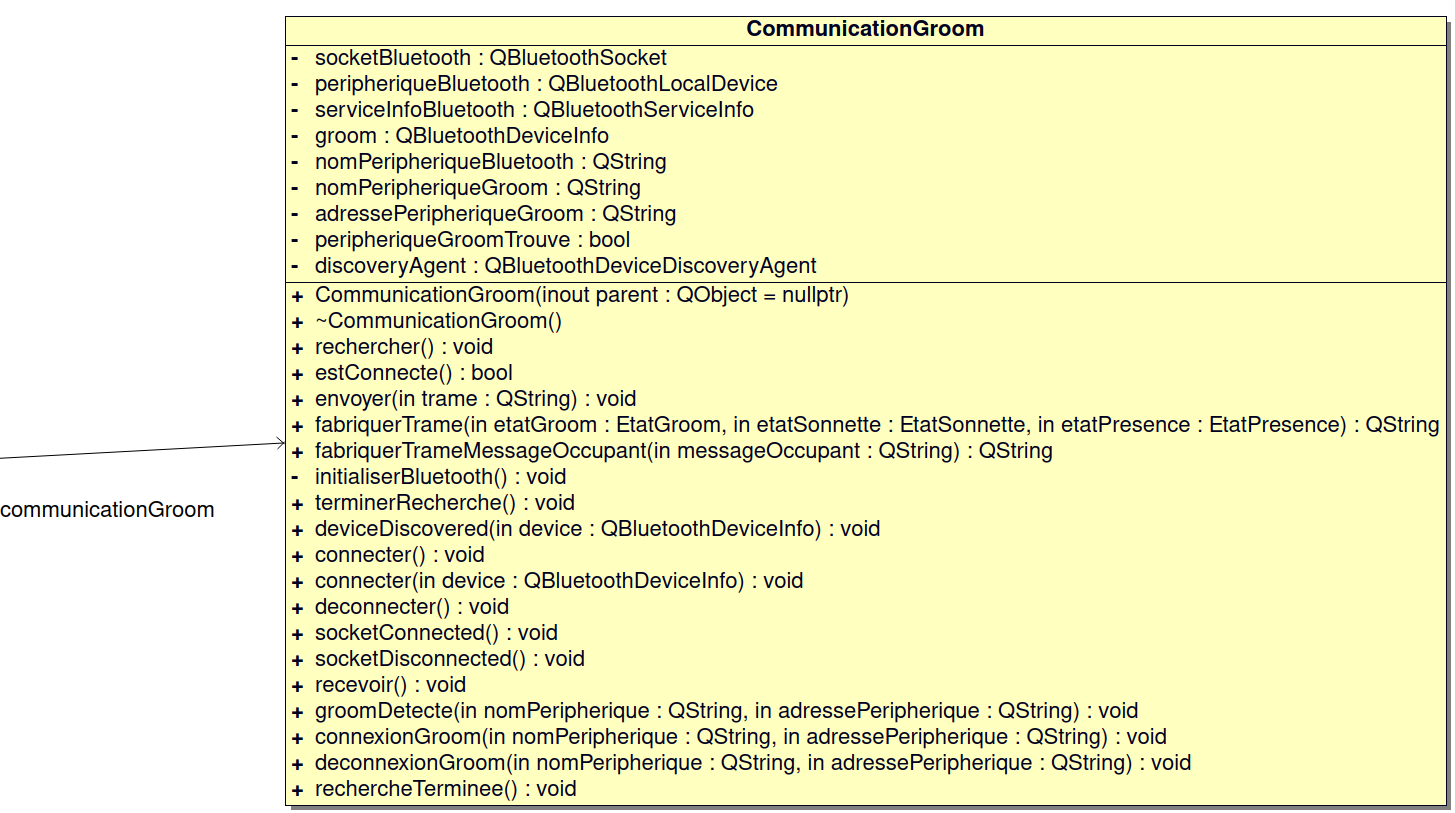 CommunicationGroom
- socketBluetooth : QBluetoothSocket
- peripheriqueBluetooth : QBluetoothLocalDevice
- serviceInfoBluetooth : QBluetoothServiceInfo
- groom : QBluetoothDeviceInfo
- nomPeripheriqueBluetooth : QString
- nomPeripheriqueGroom : QString
- adressePeripheriqueGroom : QString
- peripheriqueGroomTrouve : bool
- discoveryAgent : QBluetoothDeviceDiscoveryAgent
+ CommunicationGroom(inout parent : QObject = nullptr)
+ ~CommunicationGroom()
+ rechercher() : void
+ estConnecte() : bool
+ envoyer(in trame : QString) : void
+ fabriquerTrame(in etatGroom : EtatGroom, in etatSonnette : EtatSonnette, in etatPresence : EtatPresence) : QString
+ fabriquerTrameMessageOccupant(in messageOccupant : QString) : QString
- initialiserBluetooth() : void
+ terminerRecherche() : void
+ deviceDiscovered(in device : QBluetoothDeviceInfo) : void
+ connecter() : void
+ connecter(in device : QBluetoothDeviceInfo) : void
+ deconnecter() : void
+ socketConnected() : void
+ socketDisconnected() : void
+ recevoir() : void
+ groomDetecte(in nomPeripherique : QString, in adressePeripherique : QString) : void
+ connexionGroom(in nomPeripherique : QString, in adressePeripherique : QString) : void
+ deconnexionGroom(in nomPeripherique : QString, in adressePeripherique : QString) : void
+ rechercheTerminee() : void
communicationGroom